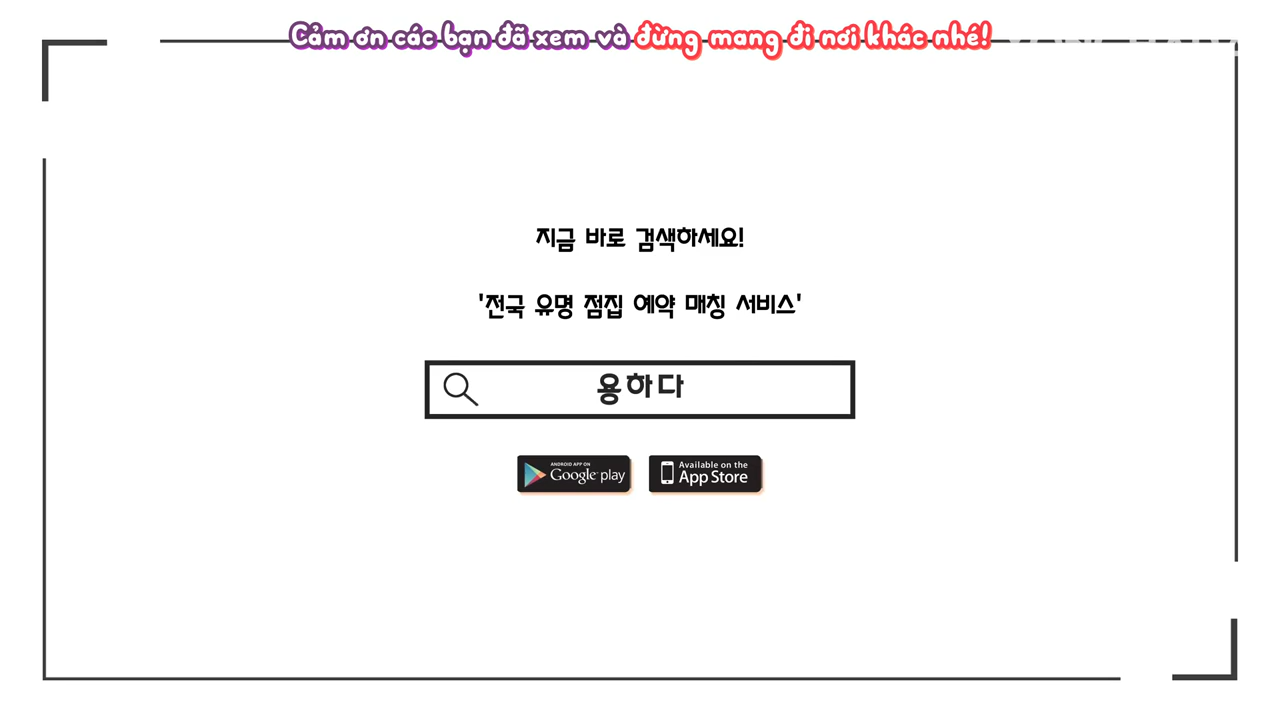 Cảm ơn các bạn đã xem và đừng mang đi nơi khác nhé!
지금 바로 검색하세요!
'전국 유명 점집 예약 매칭 서비스'
용하다
ANDROID APP ON
Google play
Available on the
App Store